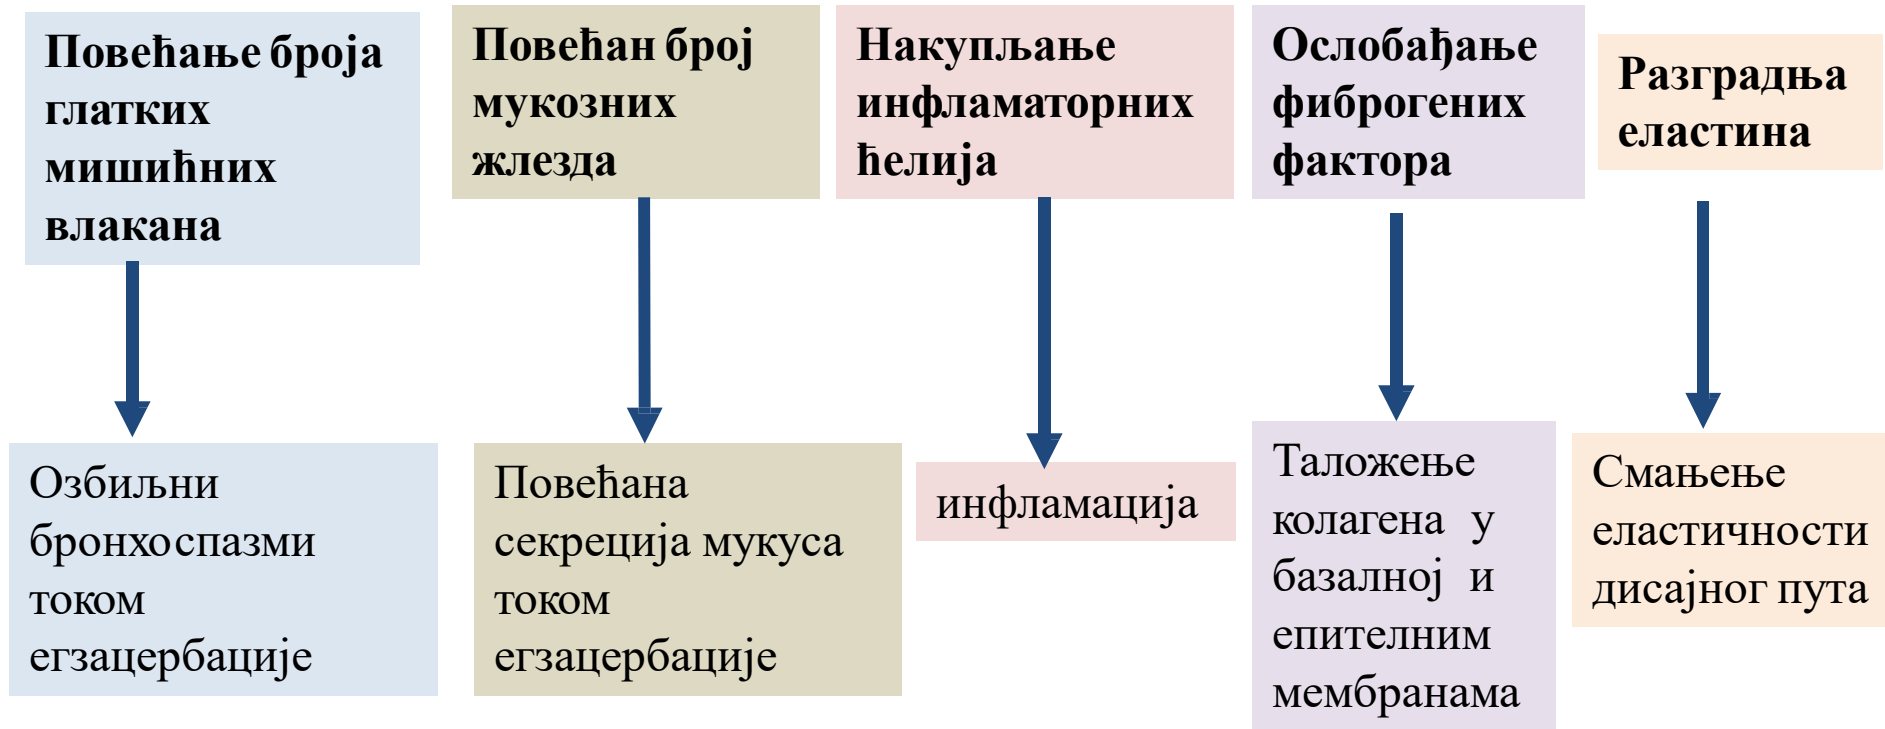 Повећање броја
глатких
мишићних
влакана
Повећан број
мукозних
жлезда
Накупљање
инфламаторних
ћелија
Ослобађање
фиброгених
фактора
Разградња
еластина
Озбиљни
бронхоспазми
током
егзацербације
Повећана
секреција мукуса
током
егзацербације
инфламација
Таложење
колагена у
базалној и
епителним
мембранама
Смањење
еластичности
дисајног пута